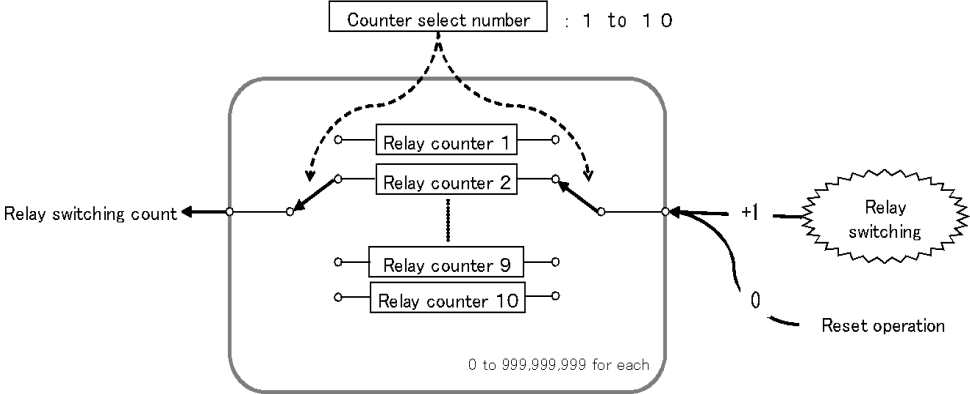 Counter select number : 1 to 10
Relay counter 1
Relay counter 2
Relay switching count
+1
Relay
switching
Relay counter 9
Relay counter 10
0
Reset operation
0 to 999,999,999 for each